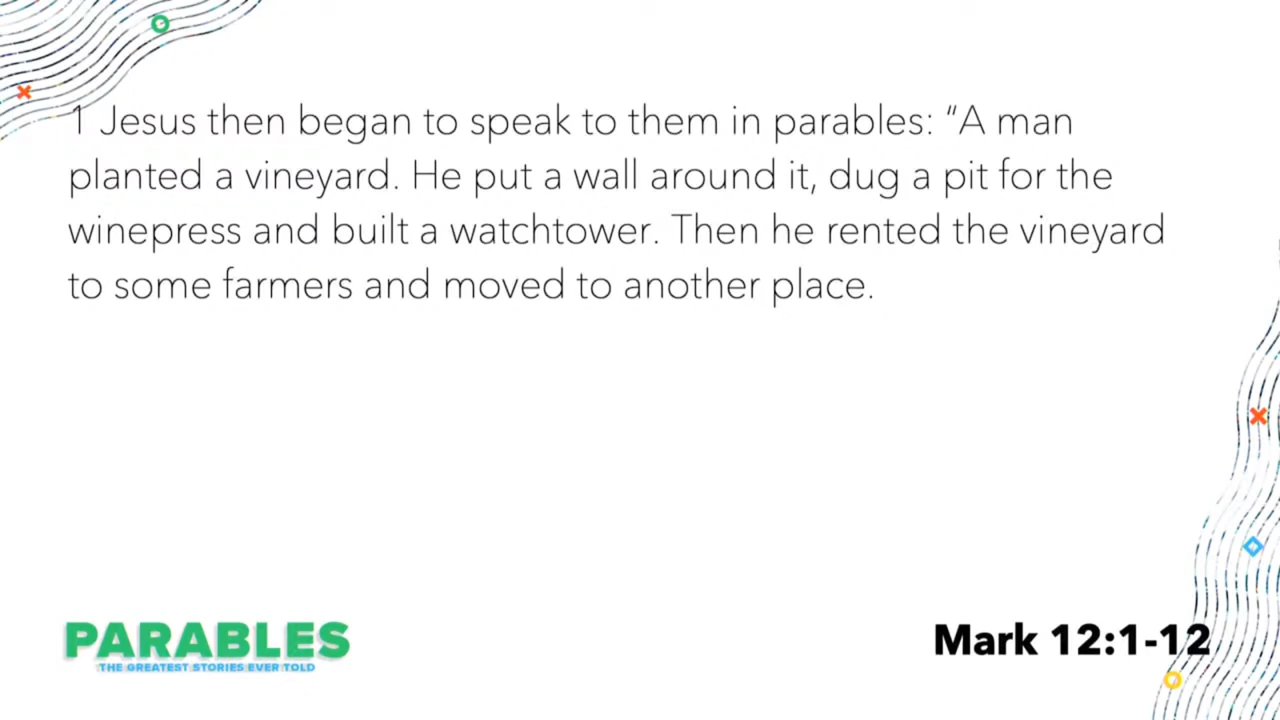 1 Jesus then began to speak to them in parables: “A man
planted a vineyard. He put a wall around it, dug a pit for the
winepress and built a watchtower. Then he rented the vineyard
to some farmers and moved to another place.
PARABLES
THE GREATEST STORIES EVER TOLD
Mark 12:1-12